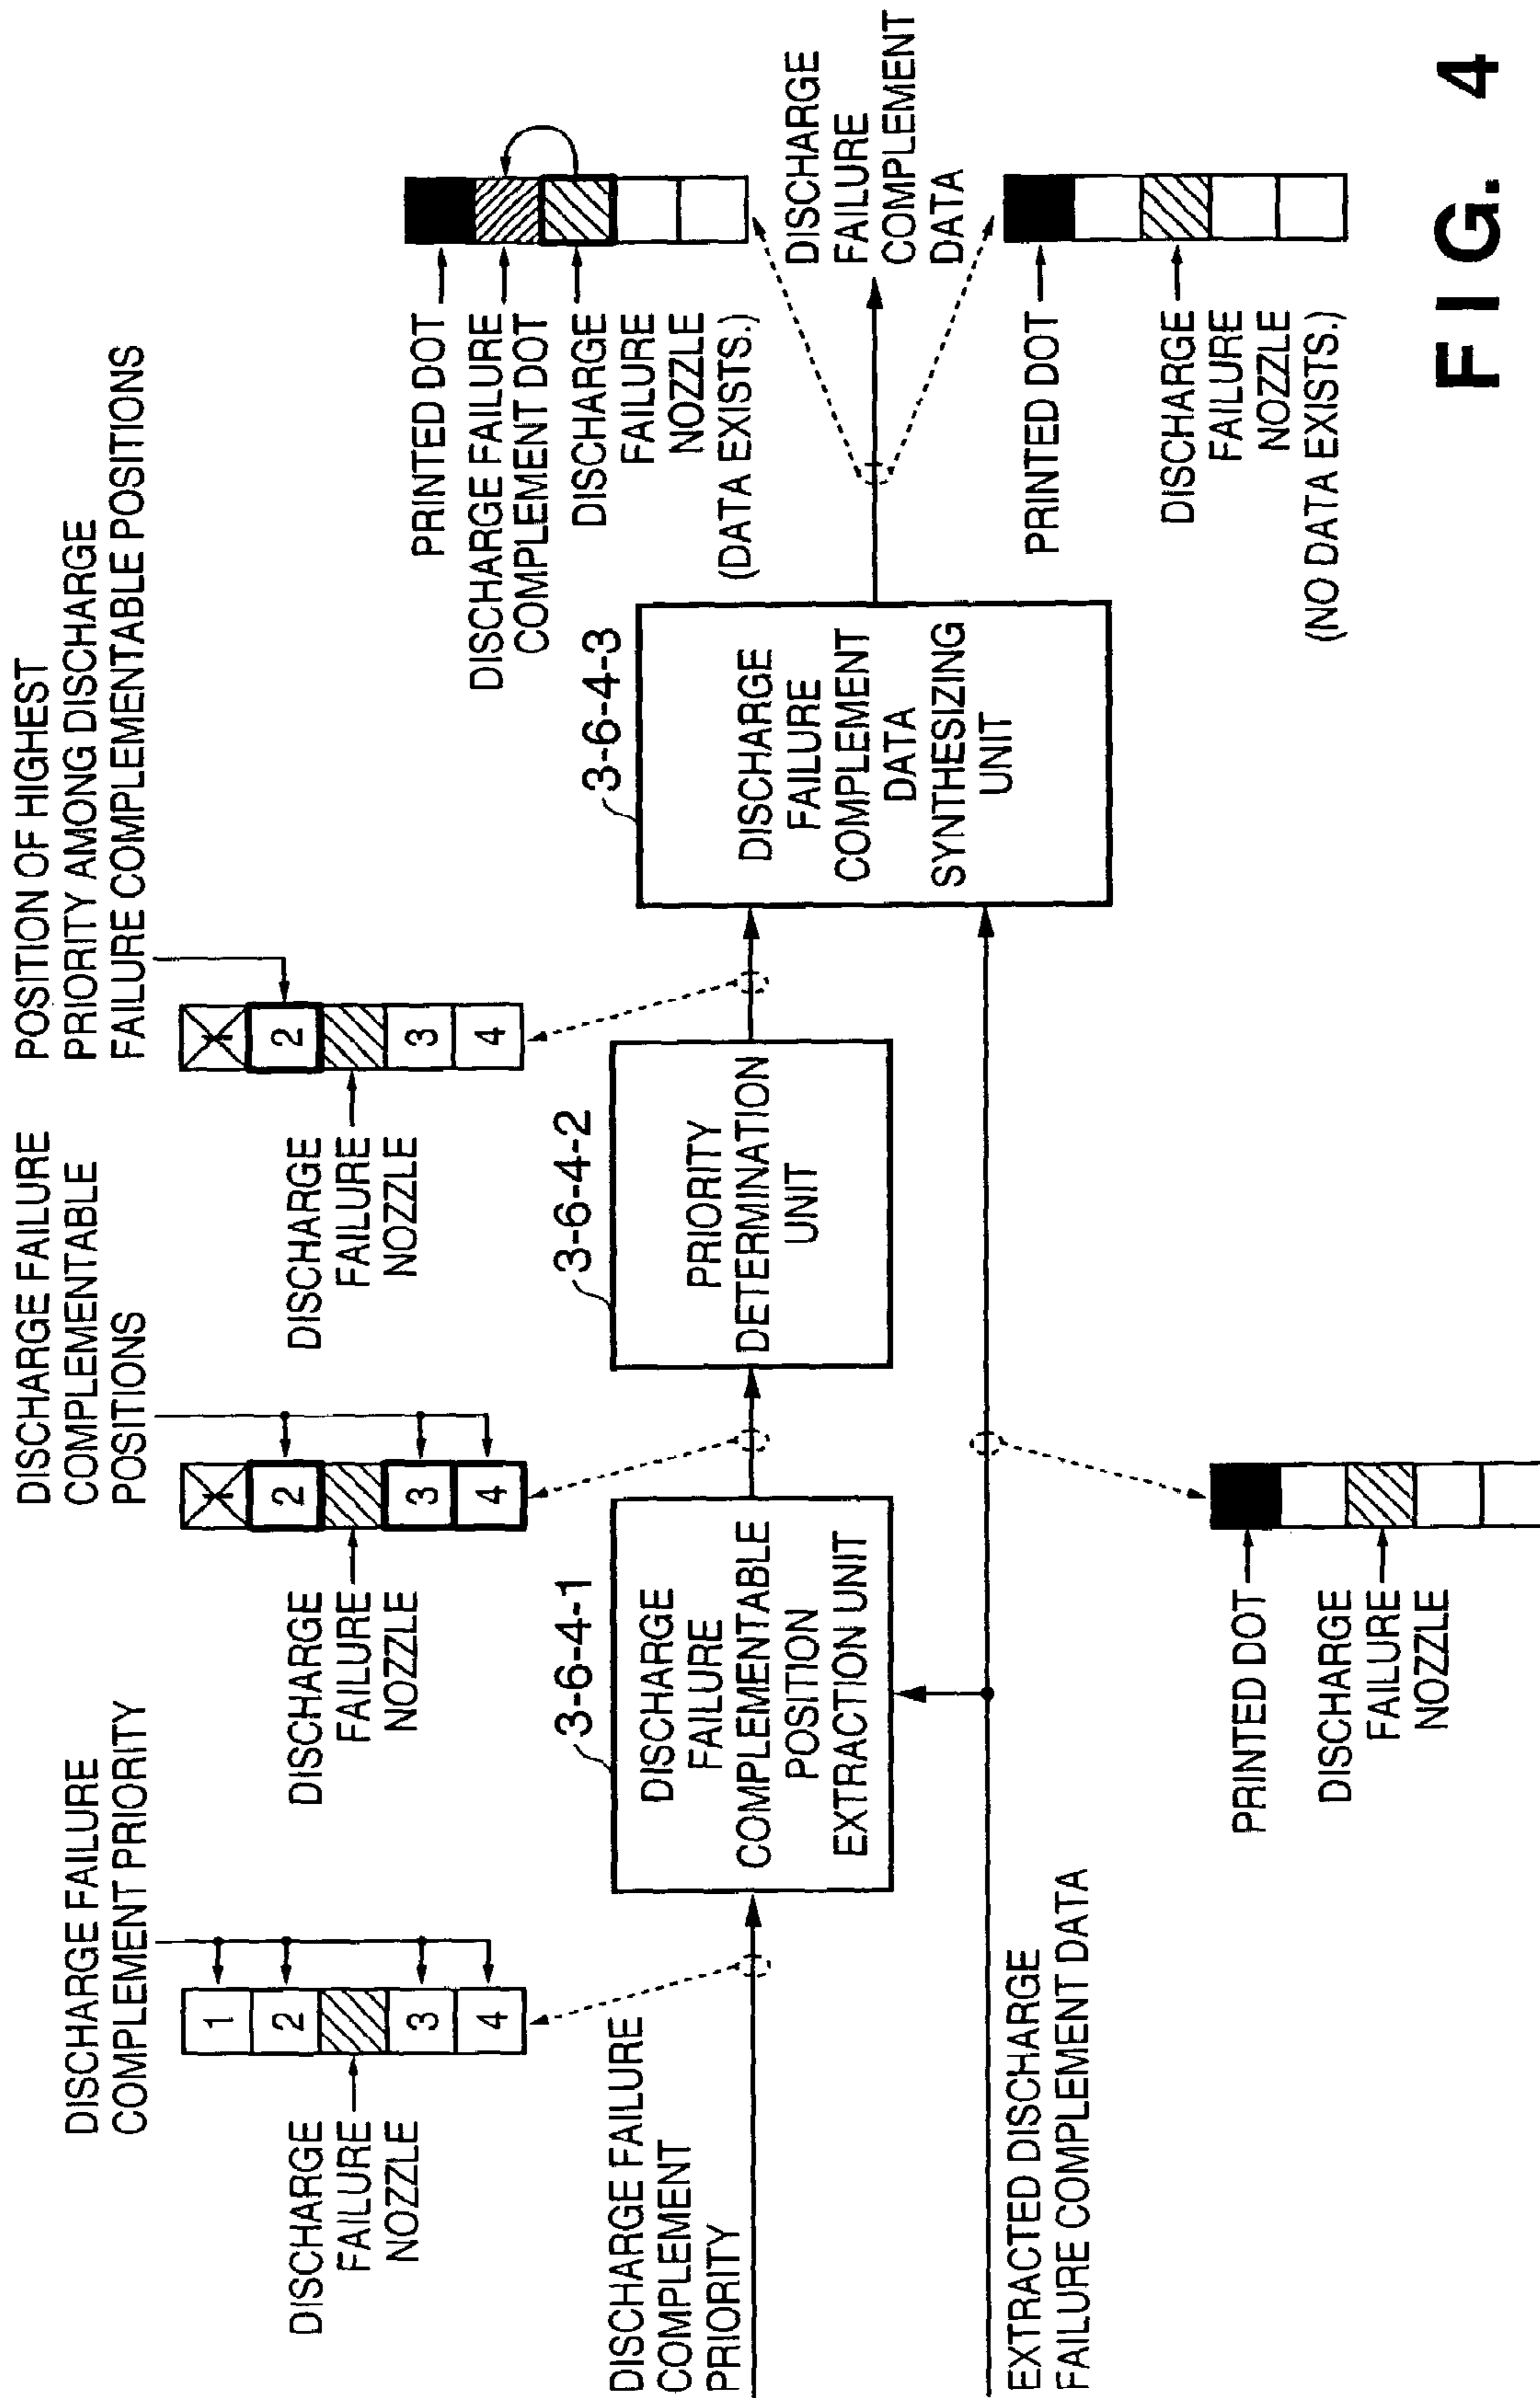 DISCHARGE FAILURE
COMPLEMENT PRIORITY
1
2
3
4
DISCHARGE
FAILURE
NOZZLE
DISCHARGE FAILURE
COMPLEMENTABLE
POSITIONS
1
2
3
4
DISCHARGE
FAILURE
NOZZLE
POSITION OF HIGHEST
PRIORITY AMONG DISCHARGE
FAILURE COMPLEMENTABLE POSITIONS
1
2
3
4
DISCHARGE
FAILURE
NOZZLE
DISCHARGE FAILURE
COMPLEMENT
PRIORITY
3-6-4-1
DISCHARGE
FAILURE
COMPLEMENTABLE
POSITION
EXTRACTION UNIT
3-6-4-2
PRIORITY
DETERMINATION
UNIT
3-6-4-3
DISCHARGE
FAILURE
COMPLEMENT
DATA
SYNTHESIZING
UNIT
PRINTED DOT
DISCHARGE FAILURE
COMPLEMENT DOT
DISCHARGE
FAILURE
NOZZLE
(DATA EXISTS.)
DISCHARGE
FAILURE
COMPLEMENT
DATA
PRINTED DOT
DISCHARGE
FAILURE
NOZZLE
(NO DATA EXISTS.)
EXTRACTED DISCHARGE
FAILURE COMPLEMENT DATA
PRINTED DOT
DISCHARGE
FAILURE
NOZZLE
FIG. 4